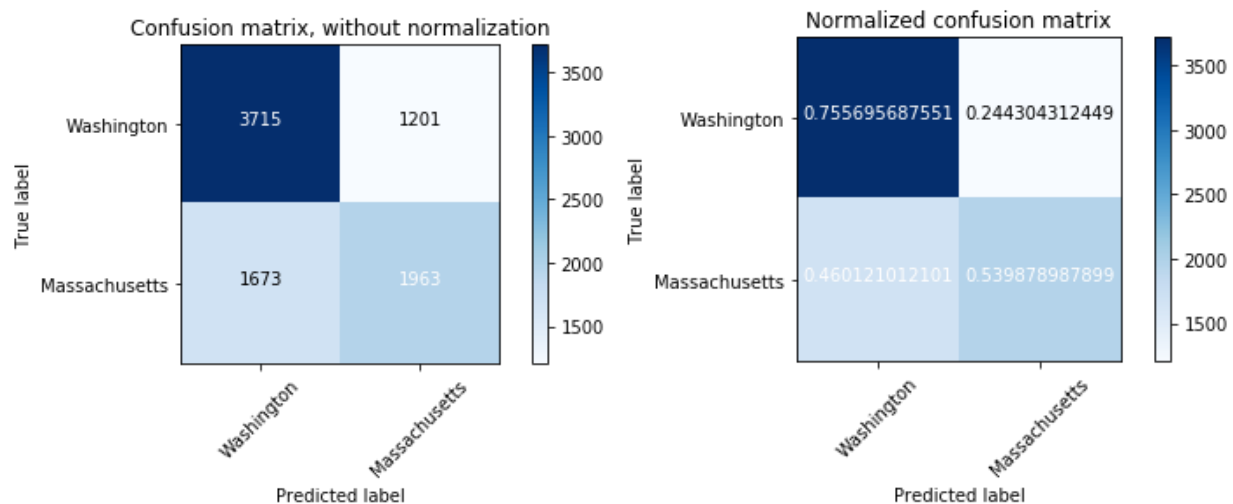 Confusion matrix, without normalization
3500
3000
2500
2000
1500
Washington
Massachusetts
True label
3715
1201
1673
1963
Washington
Massachusetts
Predicted label
Normalized confusion matrix
3500
3000
2500
2000
1500
Washington
Massachusetts
True label
0.755695687551
0.244304312449
0.460121012101
0.539878987899
Washington
Massachusetts
Predicted label